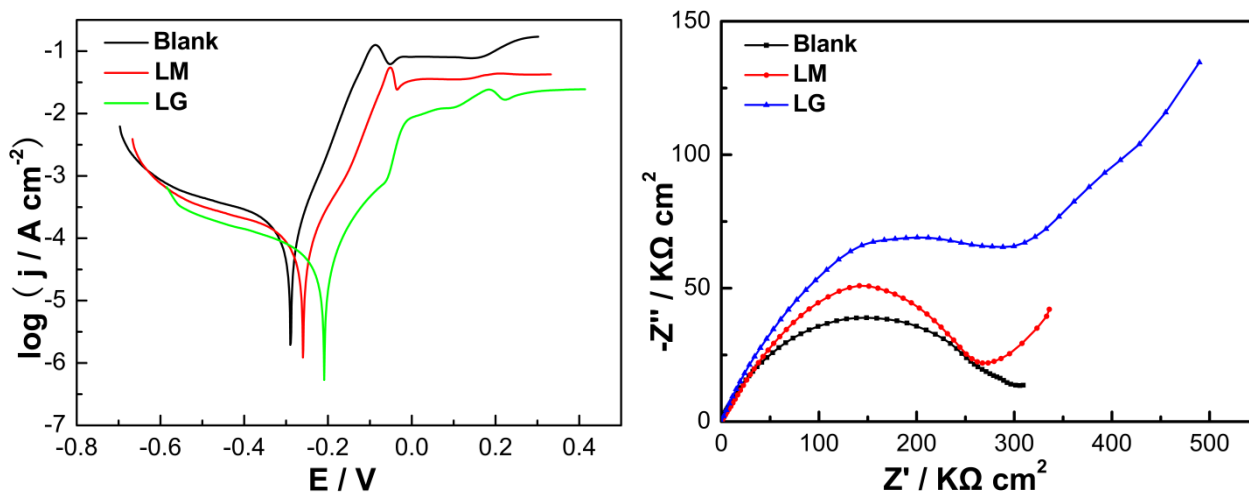 Blank
LM
LG
log ( j / A cm-2)
-1
-2
-3
-4
-5
-6
-7
-0.8 -0.6 -0.4 -0.2 0.0 0.2 0.4
E / V
Blank
LM
LG
-Z'' / KΩ cm2
150
100
50
0
0 100 200 300 400 500
Z' / KΩ cm2